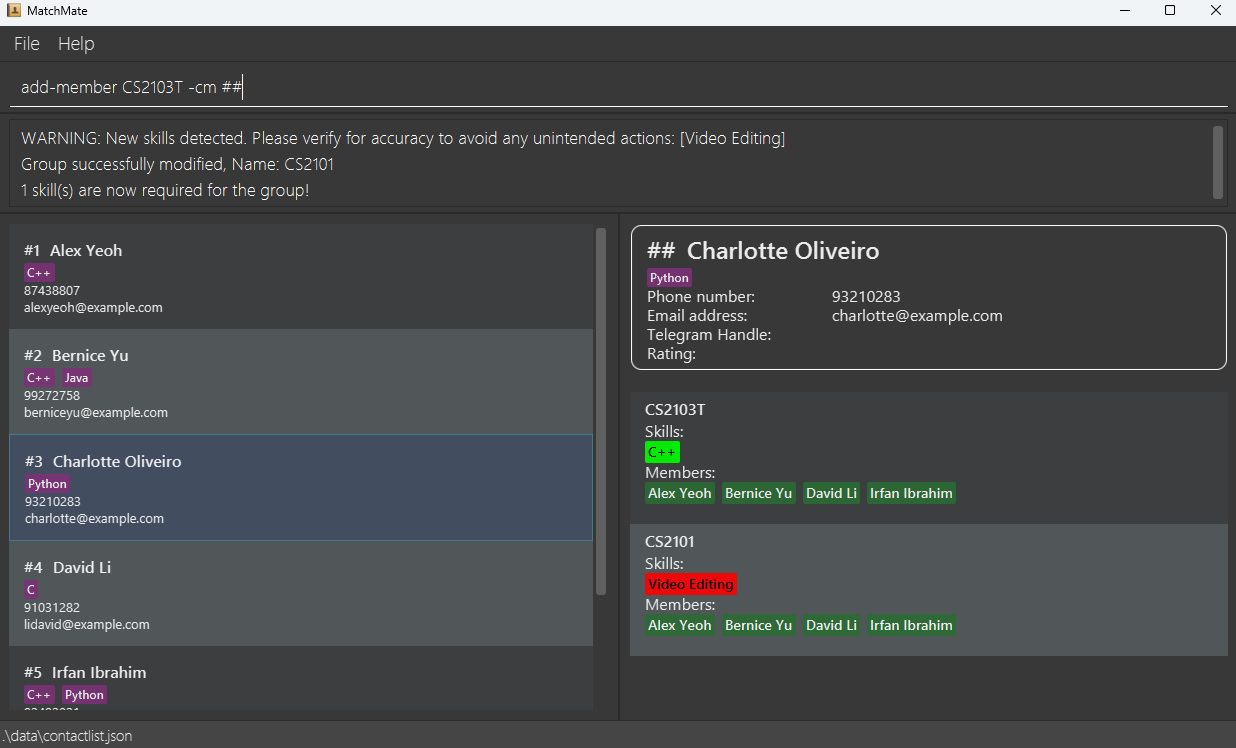 MatchMate
File Help
add-member CS2103T -cm ##
WARNING: New skills detected. Please verify for accuracy to avoid any unintended actions: [Video Editing]
Group successfully modified, Name: CS2101
1 skill(s) are now required for the group!
#1 Alex Yeoh
C++
87438807
alexyeoh@example.com
#2 Bernice Yu
C++ Java
99272758
berniceyu@example.com
#3 Charlotte Oliveiro
Python
93210283
charlotte@example.com
#4 David Li
C
91031282
lidavid@example.com
#5 Irfan Ibrahim
C++ Python
## Charlotte Oliveiro
Python
Phone number: 93210283
Email address: charlotte@example.com
Telegram Handle:
Rating:
CS2103T
Skills:
C++
Members:
Alex Yeoh Bernice Yu David Li Irfan Ibrahim
CS2101
Skills:
Video Editing
Members:
Alex Yeoh Bernice Yu David Li Irfan Ibrahim
.\data\contactlist.json